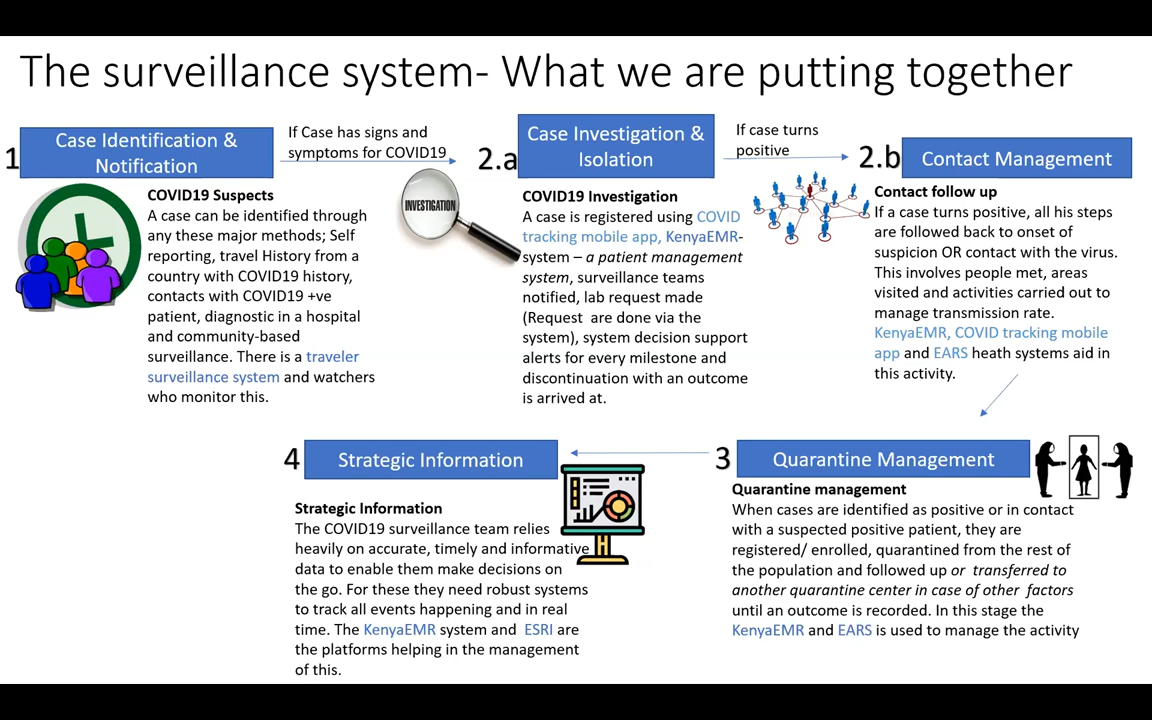 The surveillance system- What we are putting together
1
Case Identification &
Notification
If Case has signs and
symptoms for COVID19
COVID19 Suspects
A case can be identified through
any these major methods; Self
reporting, travel History from a
country with COVID19 history,
contacts with COVID19 +ve
patient, diagnostic in a hospital
and community-based
surveillance. There is a traveler
surveillance system and watchers
who monitor this.
2.a
Case Investigation &
Isolation
If case turns
positive
INVESTIGATION
COVID19 Investigation
A case is registered using COVID
tracking mobile app, KenyaEMR-
system – a patient management
system, surveillance teams
notified, lab request made
(Request are done via the
system), system decision support
alerts for every milestone and
discontinuation with an outcome
is arrived at.
2.b
Contact Management
Contact follow up
If a case turns positive, all his steps
are followed back to onset of
suspicion OR contact with the virus.
This involves people met, areas
visited and activities carried out to
manage transmission rate.
KenyaEMR, COVID tracking mobile
app and EARS heath systems aid in
this activity.
3
Quarantine Management
Quarantine management
When cases are identified as positive or in contact
with a suspected positive patient, they are
registered/ enrolled, quarantined from the rest of
the population and followed up or transferred to
another quarantine center in case of other factors
until an outcome is recorded. In this stage the
KenyaEMR and EARS is used to manage the activity
4
Strategic Information
Strategic Information
The COVID19 surveillance team relies
heavily on accurate, timely and informative
data to enable them make decisions on
the go. For these they need robust systems
to track all events happening and in real
time. The KenyaEMR system and ESRI are
the platforms helping in the management
of this.